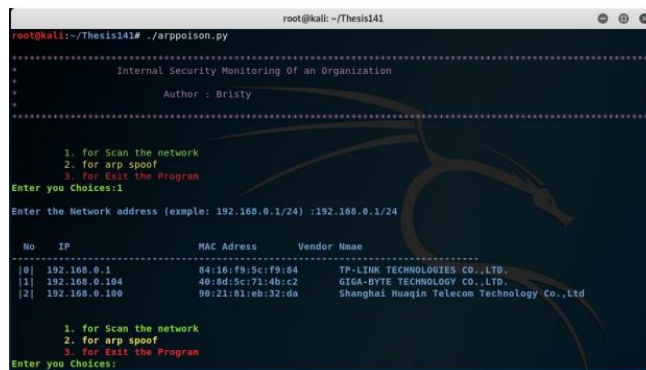 root@kali: ~/Thesis141
root@kali:~/Thesis141# ./arppoison.py
********************************************************************************
* Internal Security Monitoring Of an Organization
*
* Author : Bristy
*
********************************************************************************
1. for Scan the network
2. for arp spoof
3. for Exit the Program
Enter you Choices:1
Enter the Network address (exmple: 192.168.0.1/24) :192.168.0.1/24
No IP MAC Adress Vendor Nmae
--------------------------------------------------------------------------------
|0| 192.168.0.1 84:16:f9:5c:f9:84 TP-LINK TECHNOLOGIES CO.,LTD.
|1| 192.168.0.104 40:8d:5c:71:4b:c2 GIGA-BYTE TECHNOLOGY CO.,LTD.
|2| 192.168.0.100 90:21:81:eb:32:da Shanghai Huaqin Telecom Technology Co.,Ltd
1. for Scan the network
2. for arp spoof
3. for Exit the Program
Enter you Choices: